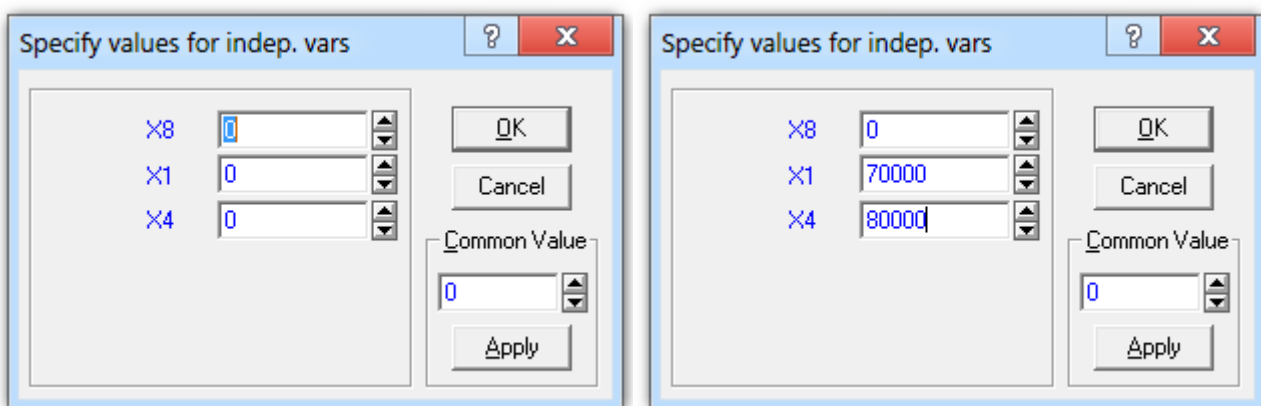 Specify values for indep. vars ?
X8 0 OK
X1 0 Cancel
X4 0
Common Value
0
Apply
Specify values for indep. vars ?
X8 0 OK
X1 70000 Cancel
X4 80000
Common Value
0
Apply